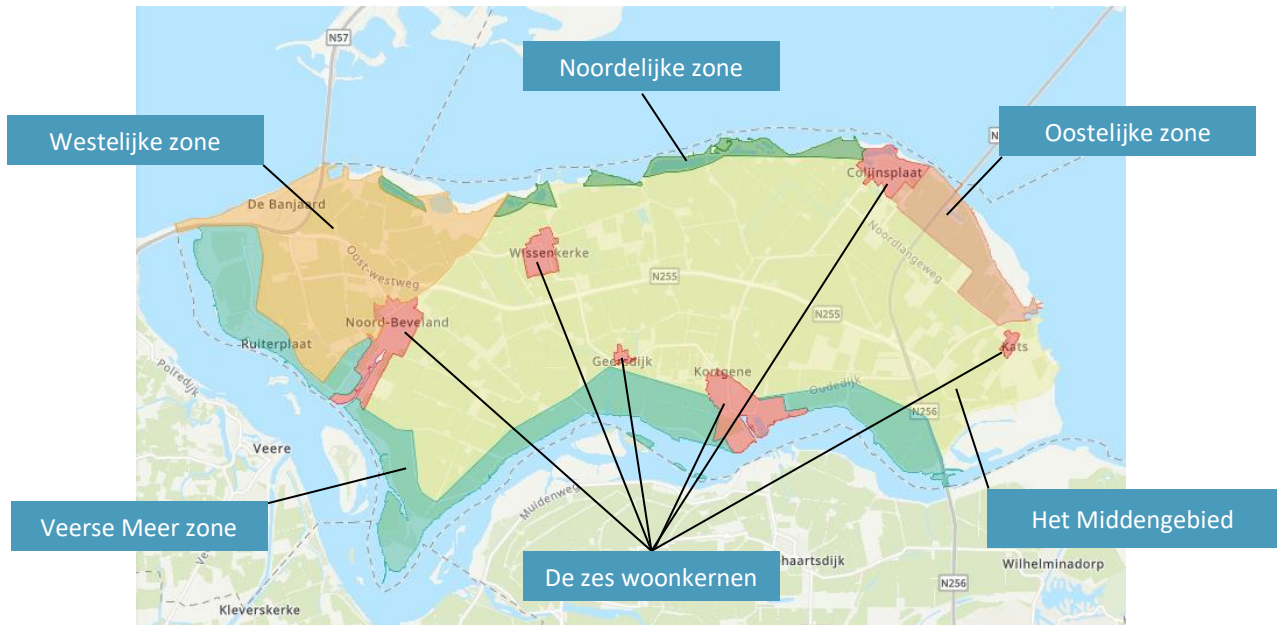 N57
Noordelijke zone
Westelijke zone
Oostelijke zone
Colijnsplaat
De Banjaard
Oost-westweg
Wissenkerke
Noordlangeweg
N255
N255
Noord-Beveland
Ruiterplaat
Geersdijk
Kats
Kortgene
Oudedijk
Polredijk
N256
Veere
Muidenweg
Veerse Meer zone
Het Middengebied
De zes woonkernen
haartsdijk
Wilhelminadorp
N256
Kleverskerke